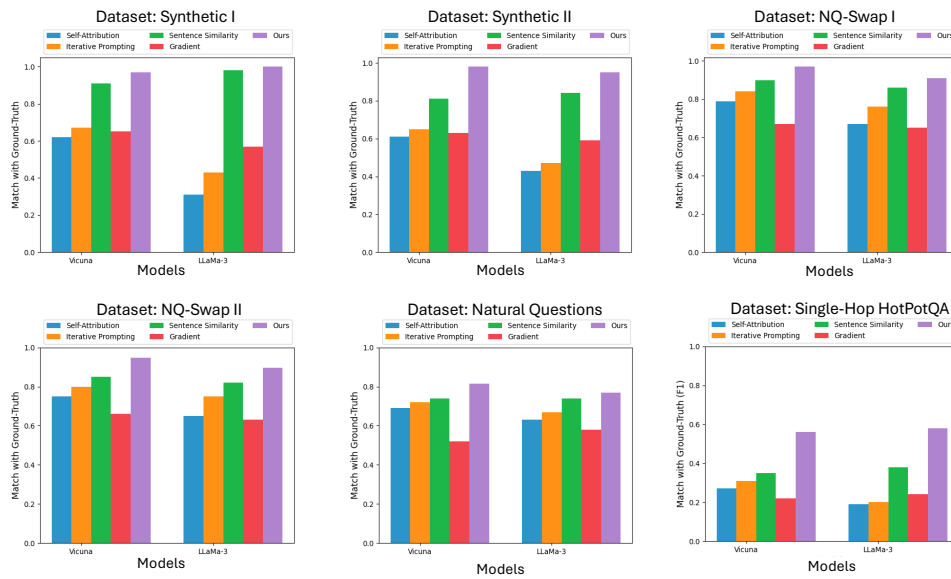 Dataset: Synthetic I
Self-Attribution Sentence Similarity Ours
Iterative Prompting Gradient
Match with Ground-Truth
1.0
0.8
0.6
0.4
0.2
0.0
Vicuna LLaMa-3
Models
Dataset: Synthetic II
Self-Attribution Sentence Similarity Ours
Iterative Prompting Gradient
Match with Ground-Truth
1.0
0.8
0.6
0.4
0.2
0.0
Vicuna LLaMa-3
Models
Dataset: NQ-Swap I
Self-Attribution Sentence Similarity Ours
Iterative Prompting Gradient
Match with Ground-Truth
1.0
0.8
0.6
0.4
0.2
0.0
Vicuna LLaMa-3
Models
Dataset: NQ-Swap II
Self-Attribution Sentence Similarity Ours
Iterative Prompting Gradient
Match with Ground-Truth
1.0
0.8
0.6
0.4
0.2
0.0
Vicuna LLaMa-3
Models
Dataset: Natural Questions
Self-Attribution Sentence Similarity Ours
Iterative Prompting Gradient
Match with Ground-Truth
1.0
0.8
0.6
0.4
0.2
0.0
Vicuna LLaMa-3
Models
Dataset: Single-Hop HotPotQA
Self-Attribution Sentence Similarity Ours
Iterative Prompting Gradient
Match with Ground-Truth (F1)
1.0
0.8
0.6
0.4
0.2
0.0
Vicuna LLaMa-3
Models